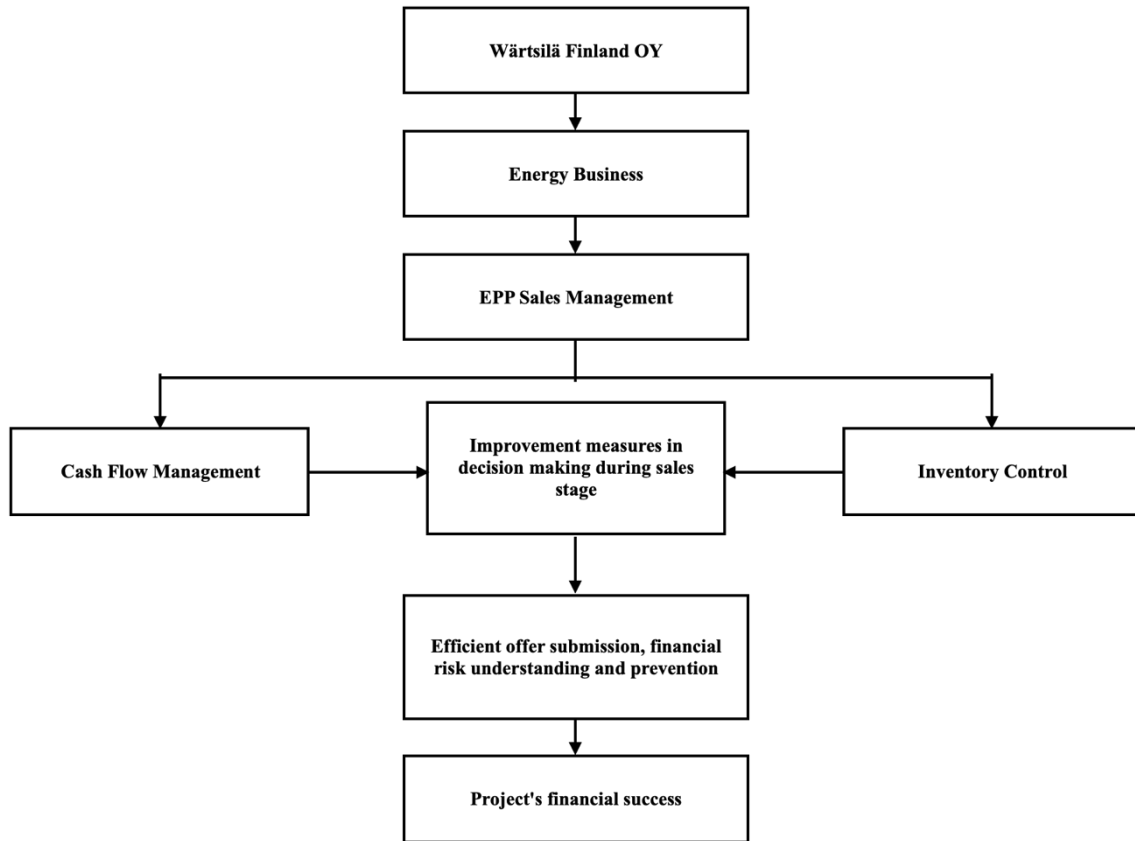 Wärtsilä Finland OY
Energy Business
EPP Sales Management
Cash Flow Management
Improvement measures in
decision making during sales
stage
Inventory Control
Efficient offer submission, financial
risk understanding and prevention
Project's financial success